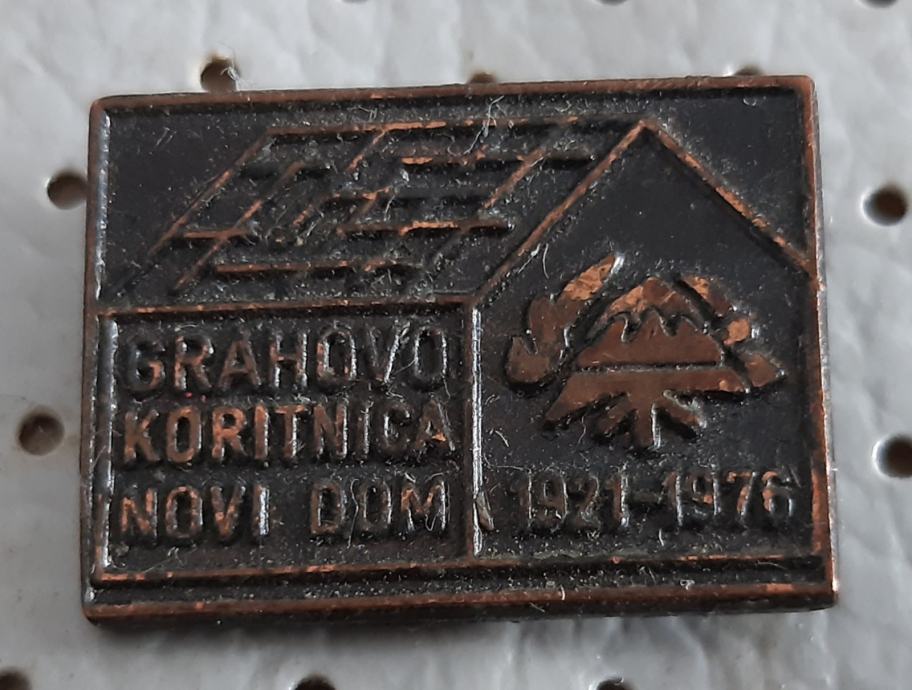 GRAHOVO
KORITNICA
NOVI DOM
1921-1976